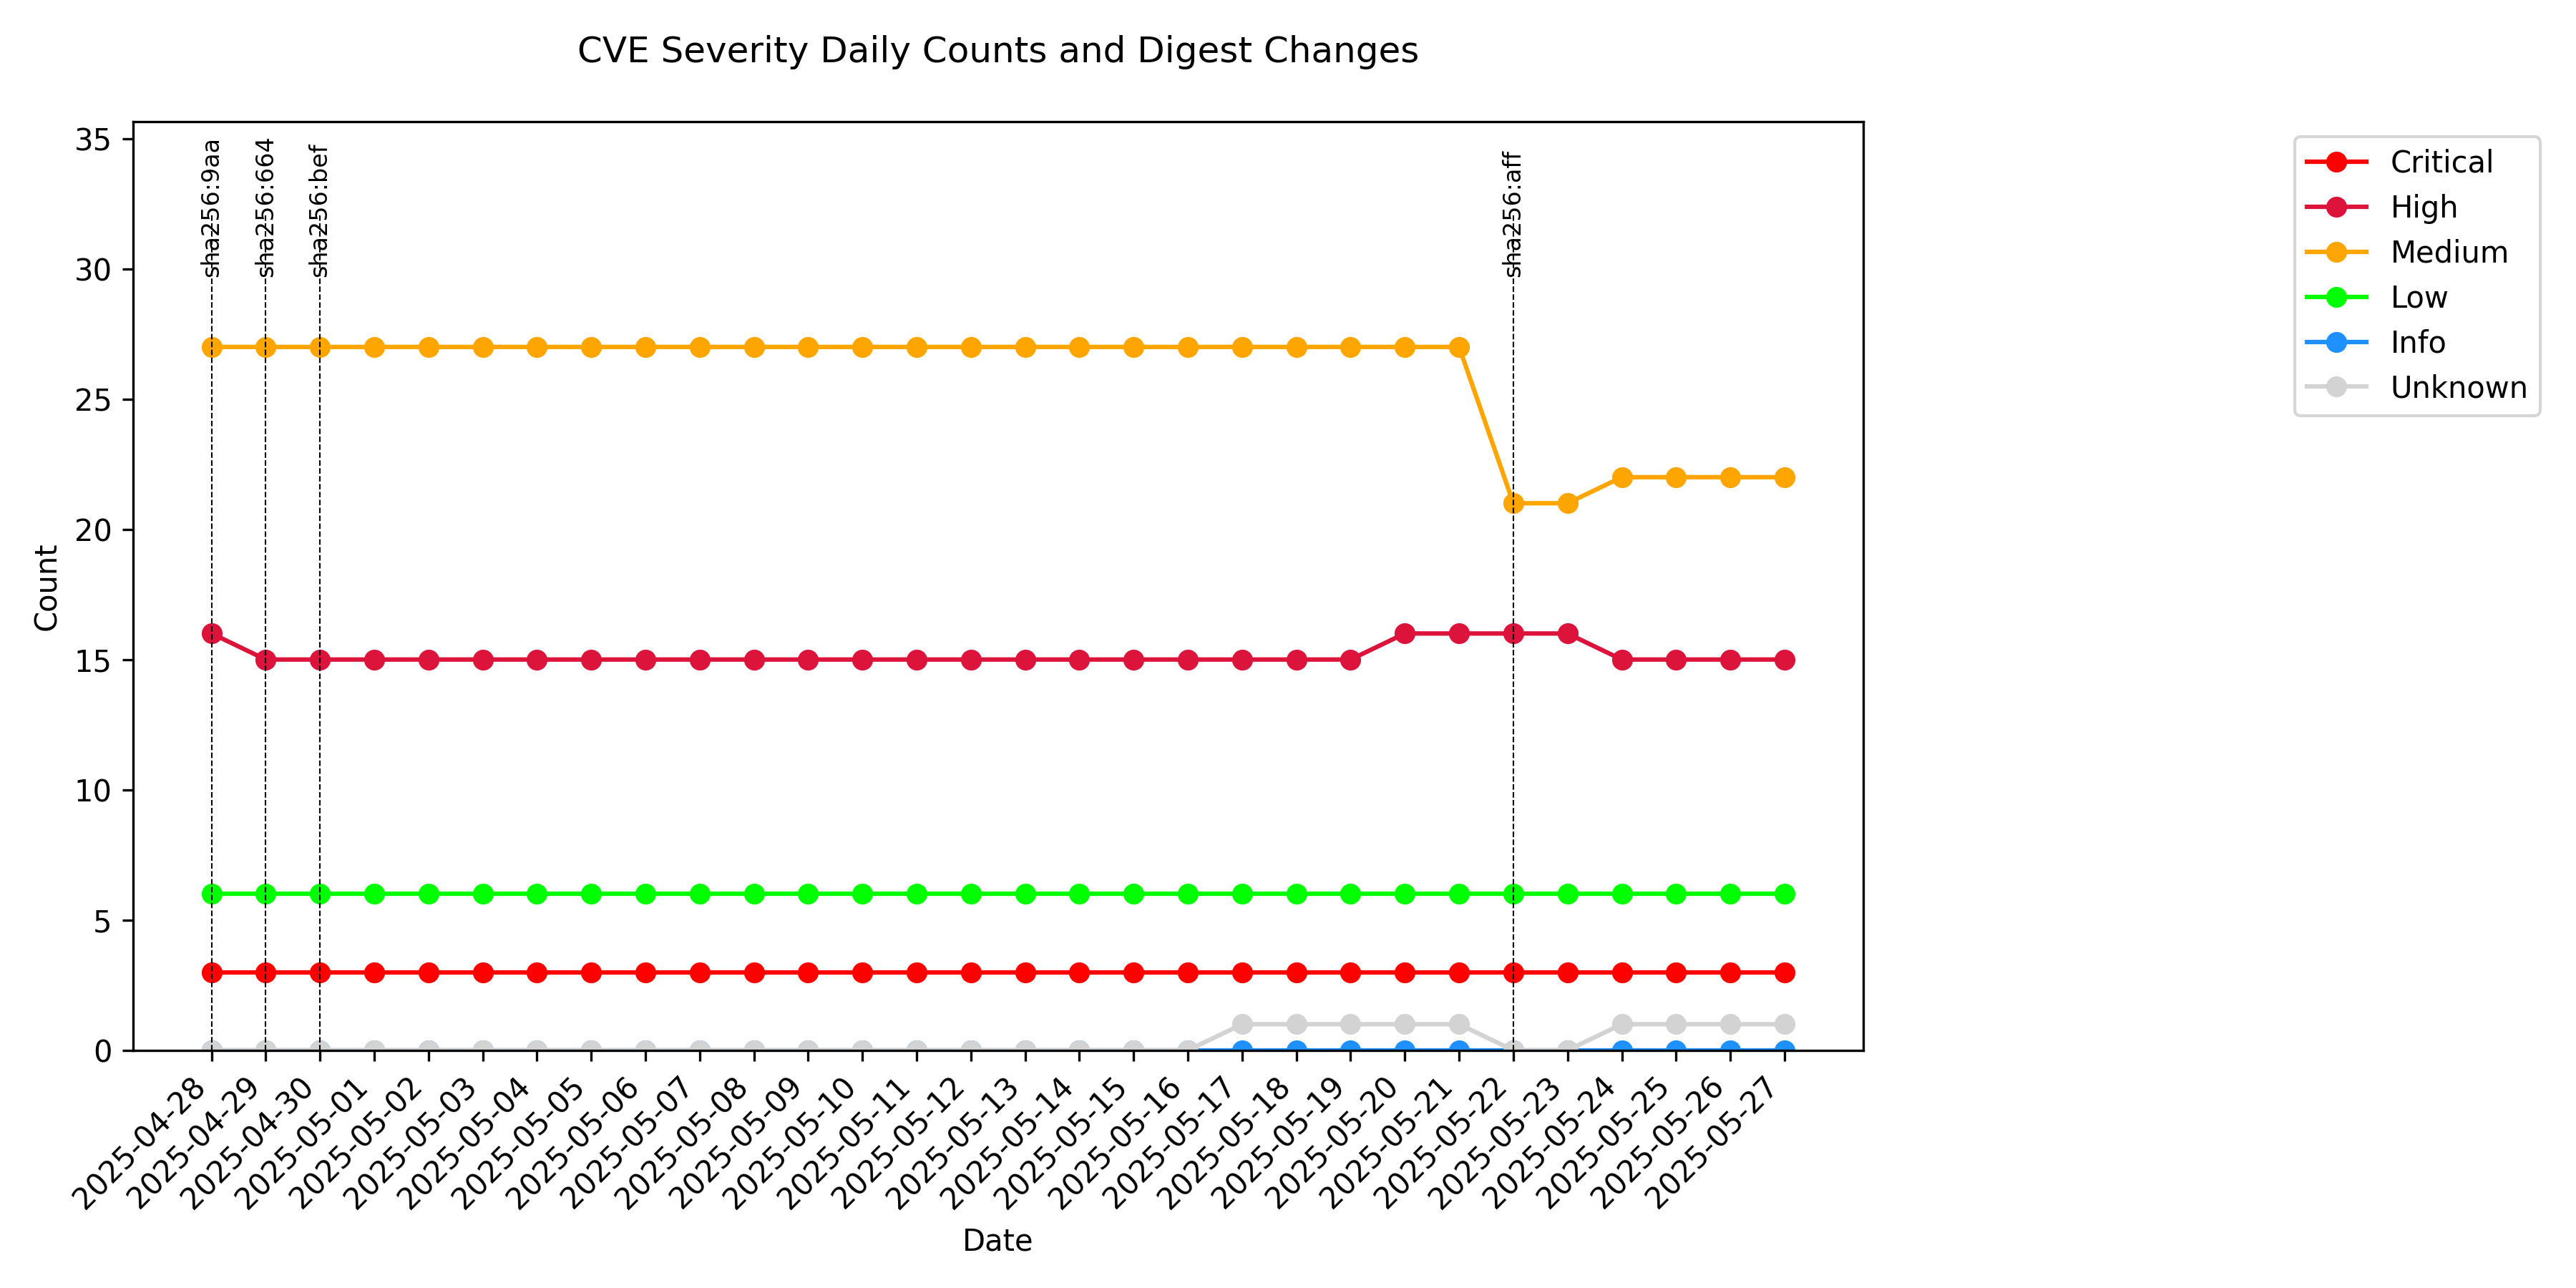 CVE Severity Daily Counts and Digest Changes
35
30
25
20
15
10
5
0
Count
sha256:9aa
sha256:664
sha256:bef
sha256:aff
Critical
High
Medium
Low
Info
Unknown
2025-04-28
2025-04-29
2025-04-30
2025-05-01
2025-05-02
2025-05-03
2025-05-04
2025-05-05
2025-05-06
2025-05-07
2025-05-08
2025-05-09
2025-05-10
2025-05-11
2025-05-12
2025-05-13
2025-05-14
2025-05-15
2025-05-16
2025-05-17
2025-05-18
2025-05-19
2025-05-20
2025-05-21
2025-05-22
2025-05-23
2025-05-24
2025-05-25
2025-05-26
2025-05-27
Date